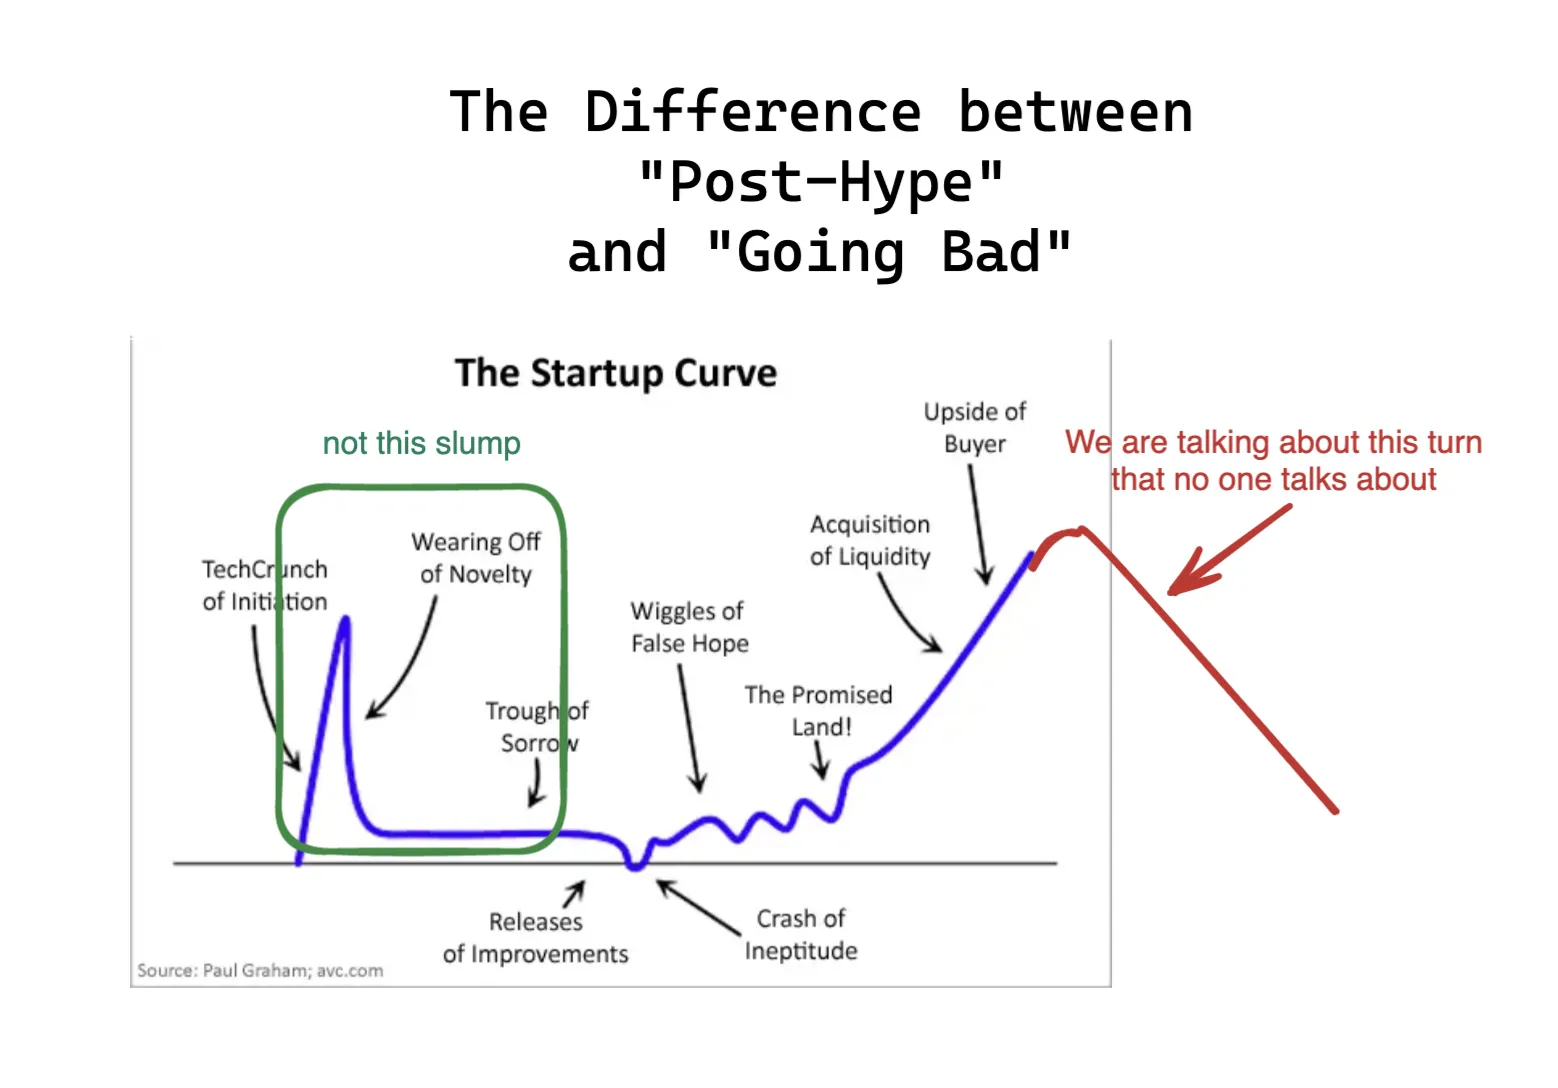 The Difference between
"Post-Hype"
and "Going Bad"
The Startup Curve
not this slump
Upside of
Buyer
We are talking about this turn
that no one talks about
TechCrunch
of Initiation
Wearing Off
of Novelty
Acquisition
of Liquidity
Wiggles of
False Hope
Trough of
Sorrow
The Promised
Land!
Releases
of Improvements
Crash of
Ineptitude
Source: Paul Graham; avc.com